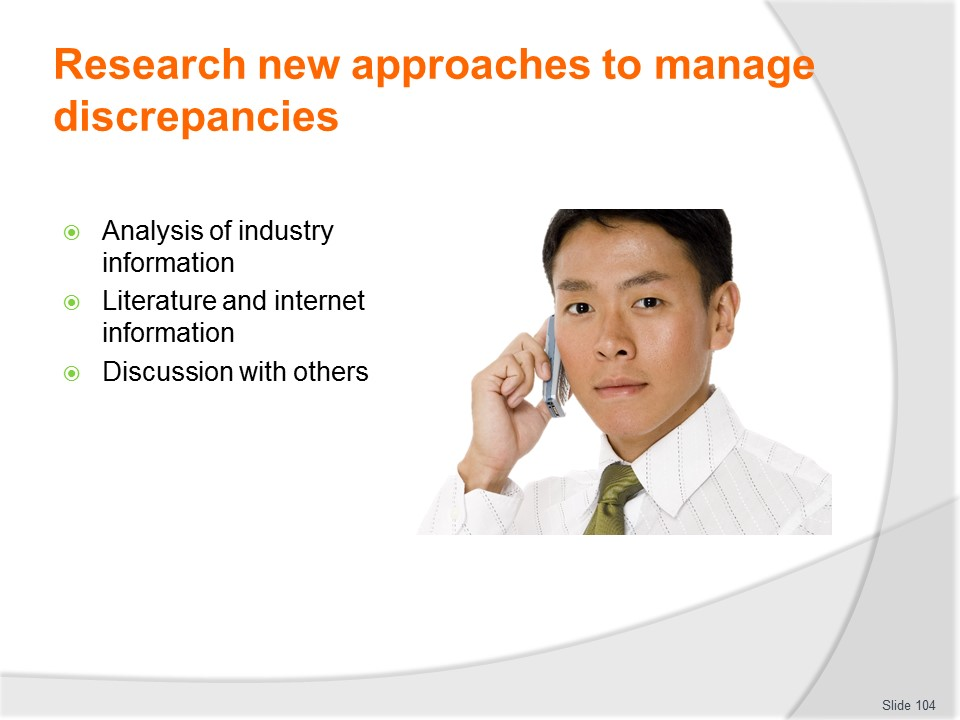 Research new approaches to manage
discrepancies
Analysis of industry
information
Literature and internet
information
Discussion with others
Slide 104